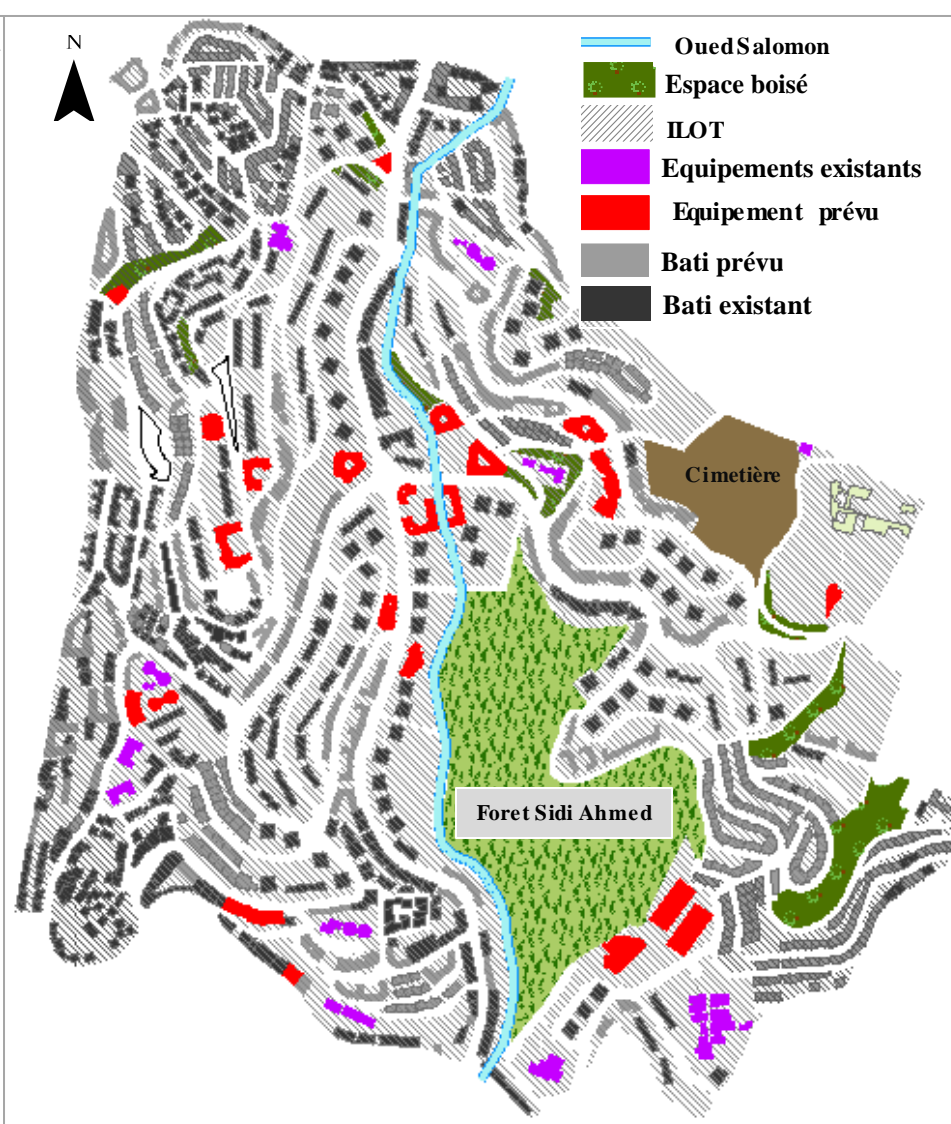 N
Oued Salomon
Espace boisé
ILOT
Equipements existants
Equipement prévu
Bati prévu
Bati existant
Cimetière
Foret Sidi Ahmed